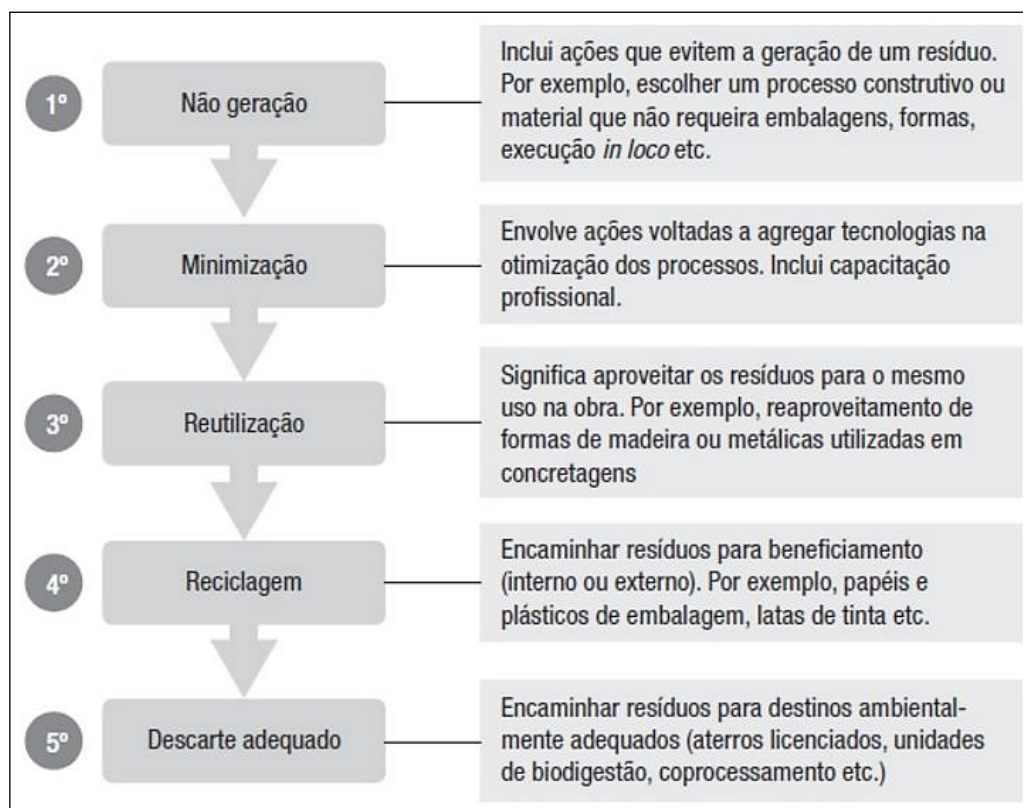 1º
Não geração
Inclui ações que evitem a geração de um resíduo.
Por exemplo, escolher um processo construtivo ou
material que não requeira embalagens, formas,
execução in loco etc.
2º
Minimização
Envolve ações voltadas a agregar tecnologias na
otimização dos processos. Inclui capacitação
profissional.
3º
Reutilização
Significa aproveitar os resíduos para o mesmo
uso na obra. Por exemplo, reaproveitamento de
formas de madeira ou metálicas utilizadas em
concretagens
4º
Reciclagem
Encaminhar resíduos para beneficiamento
(interno ou externo). Por exemplo, papéis e
plásticos de embalagem, latas de tinta etc.
5º
Descarte adequado
Encaminhar resíduos para destinos ambiental-
mente adequados (aterros licenciados, unidades
de biodigestão, coprocessamento etc.)